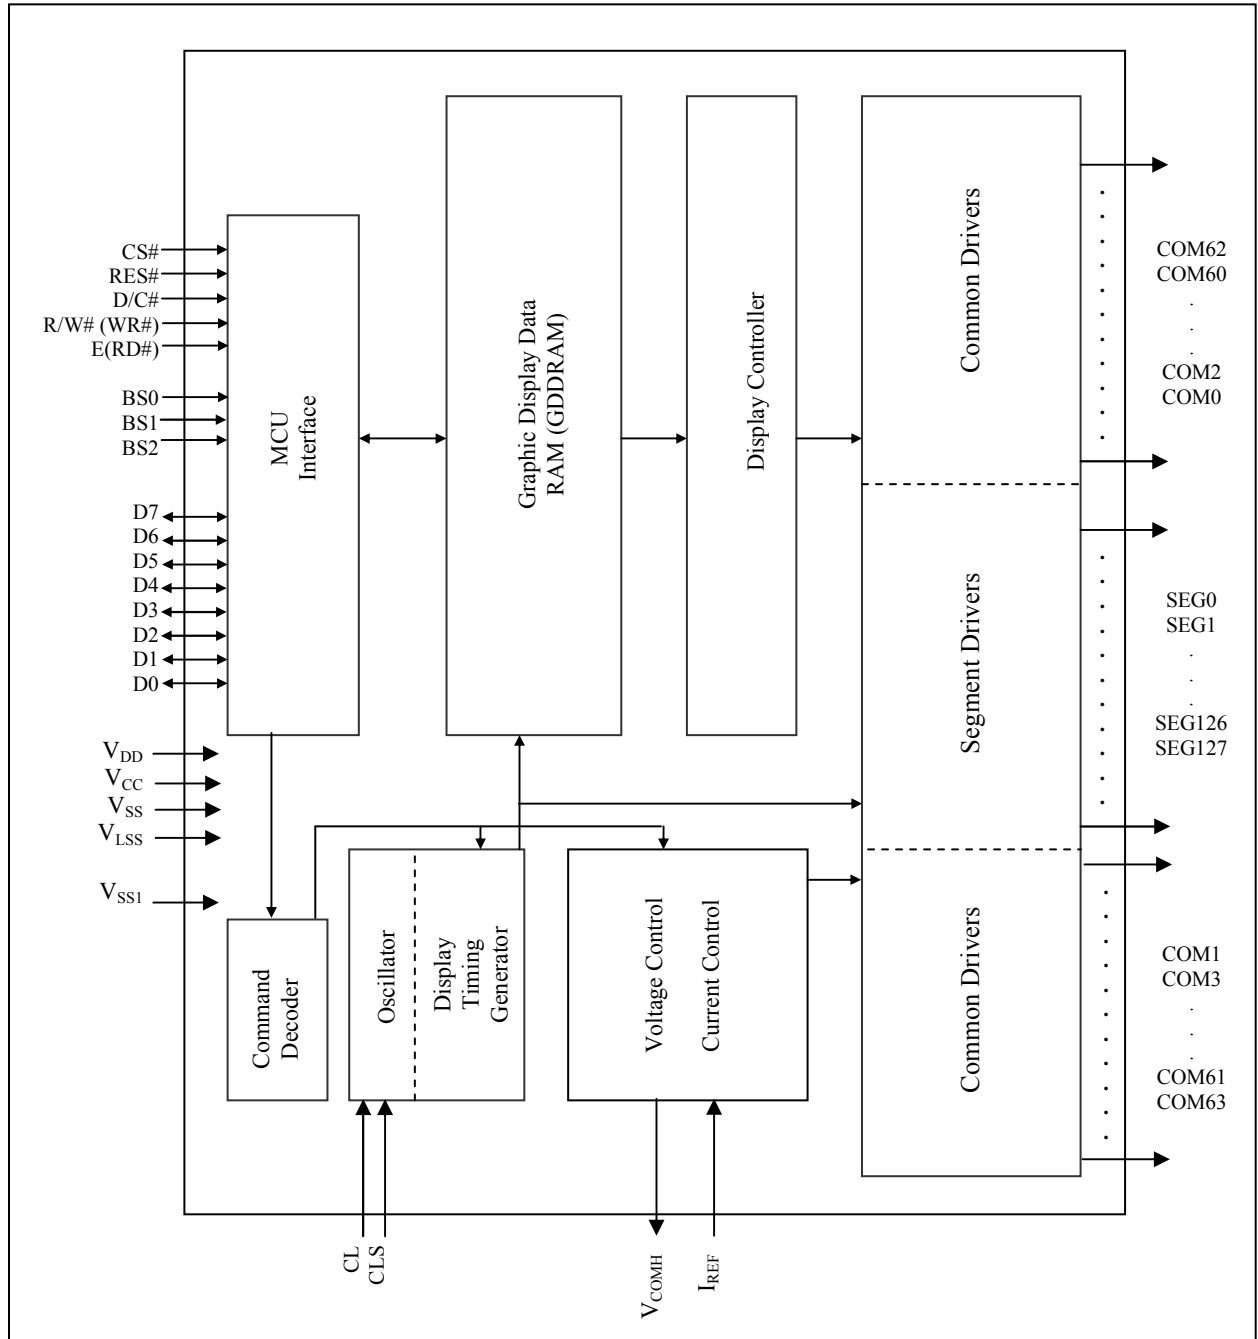 CS#
RES#
D/C#
R/W# (WR#)
E(RD#)
BS0
BS1
BS2
D7
D6
D5
D4
D3
D2
D1
D0
VDD
VCC
VSS
VLSS
VSS1
MCU
Interface
Graphic Display Data
RAM (GDDRAM)
Display Controller
Common Drivers
Segment Drivers
Common Drivers
Command
Decoder
Oscillator
Display
Timing
Generator
Voltage Control
Current Control
CL
CLS
VCOMH
IREF
COM62
COM60
.
.
.
COM2
COM0
SEG0
SEG1
.
.
.
SEG126
SEG127
COM1
COM3
.
.
.
COM61
COM63